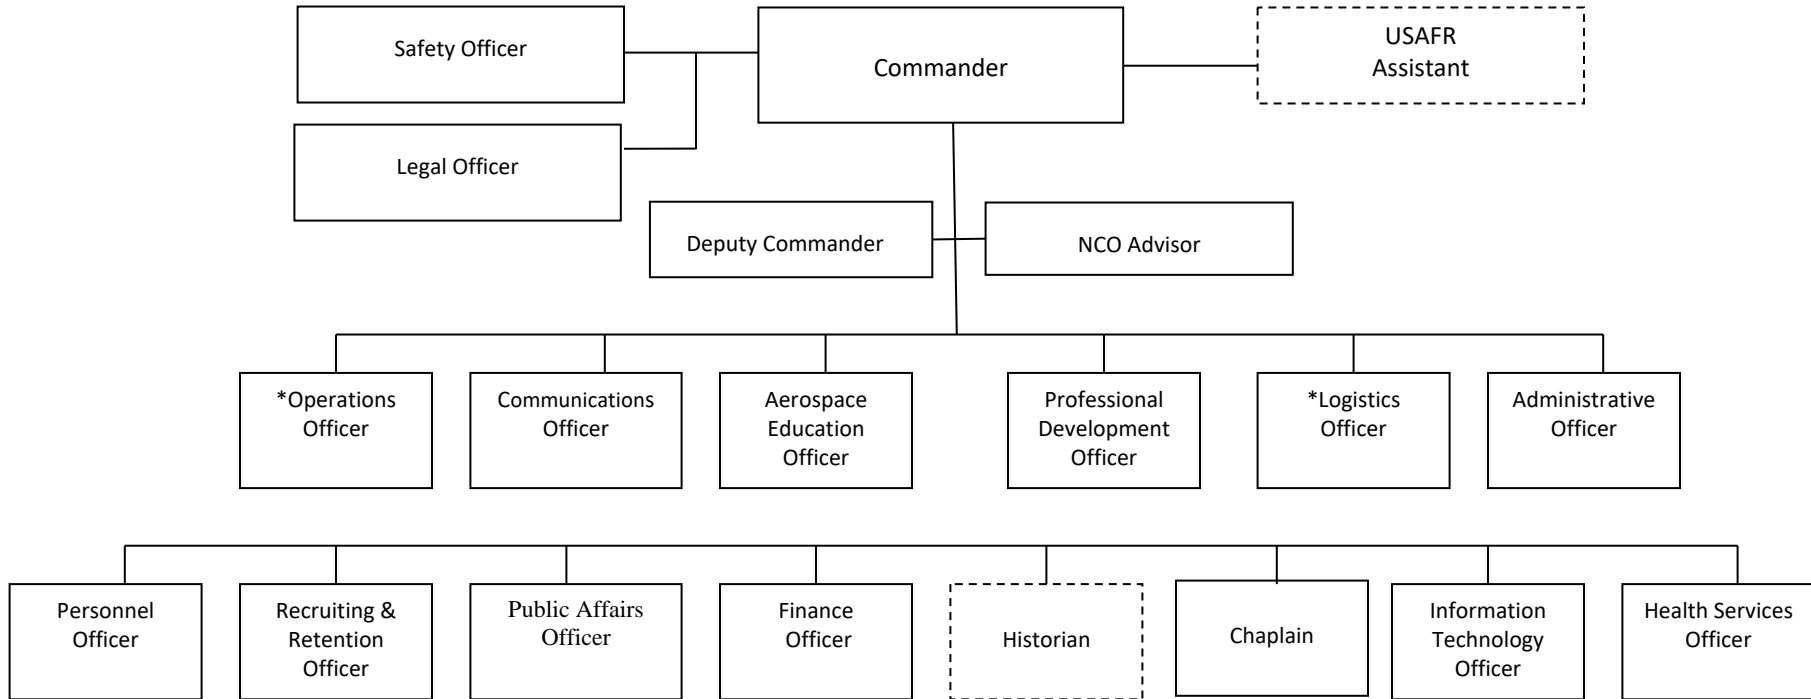 Safety Officer
Commander
USAFR
Assistant
Legal Officer
Deputy Commander
NCO Advisor
*Operations
Officer
Communications
Officer
Aerospace
Education
Officer
Professional
Development
Officer
*Logistics
Officer
Administrative
Officer
Personnel
Officer
Recruiting &
Retention
Officer
Public Affairs
Officer
Finance
Officer
Historian
Chaplain
Information
Technology
Officer
Health Services
Officer